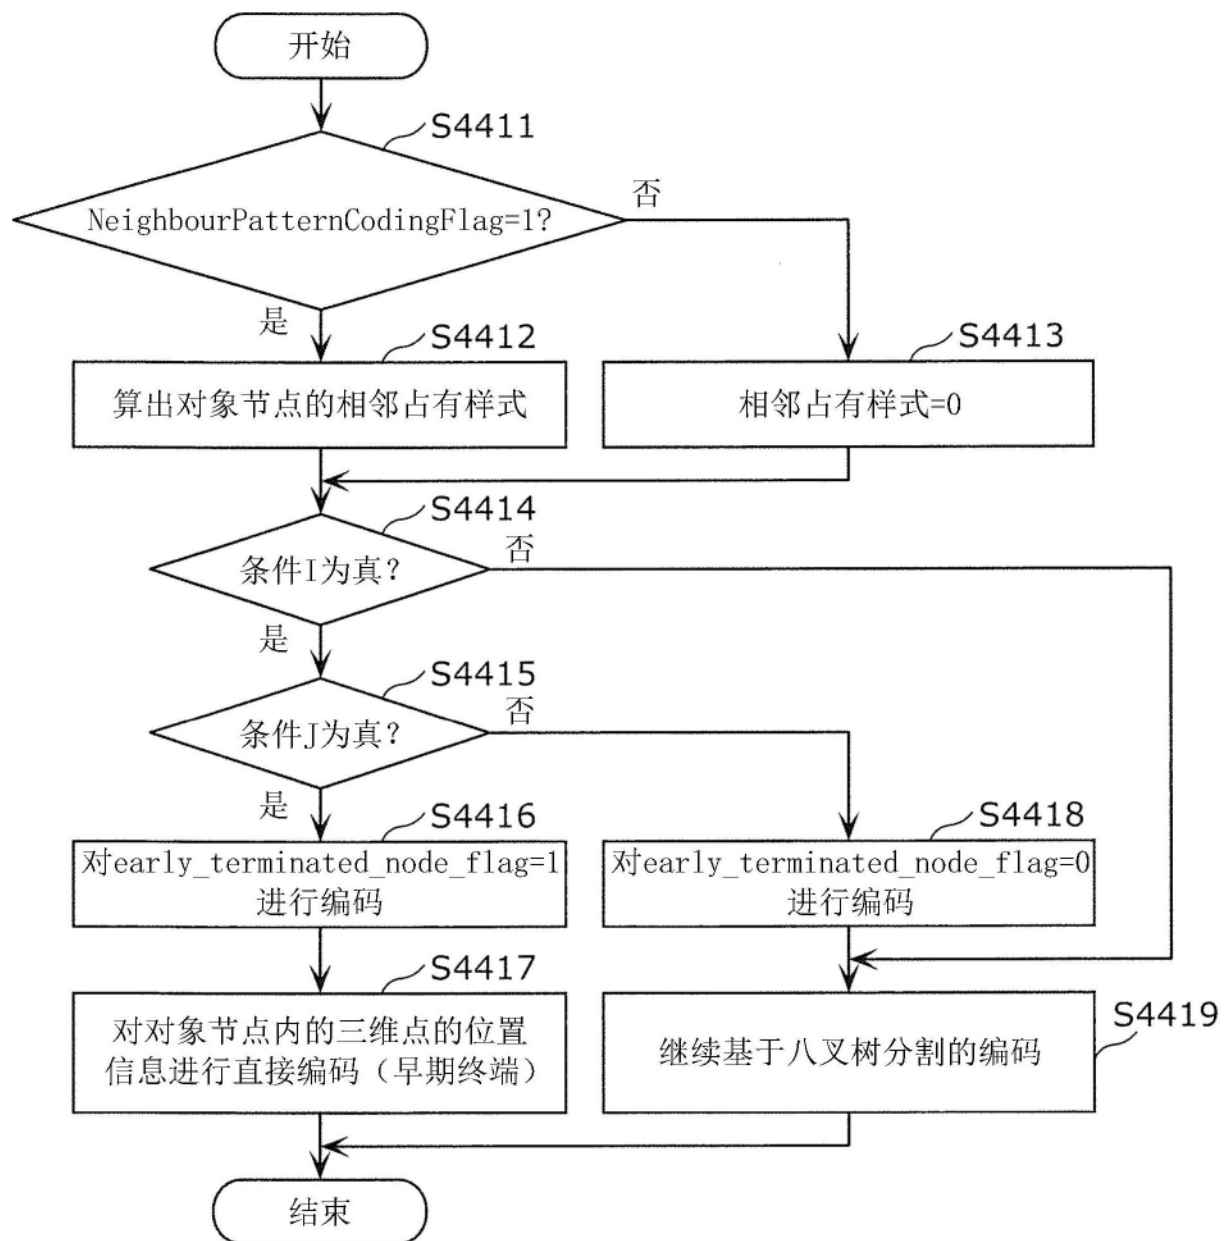 开始
S4411
NeighbourPatternCodingFlag=1?
否
是
S4412
S4413
算出对象节点的相邻占有样式
相邻占有样式=0
S4414
条件I为真?
否
是
S4415
条件J为真?
否
是
S4416
S4418
对early_terminated_node_flag=1
进行编码
对early_terminated_node_flag=0
进行编码
S4417
对对象节点内的三维点的位置
信息进行直接编码（早期终端）
S4419
继续基于八叉树分割的编码
结束